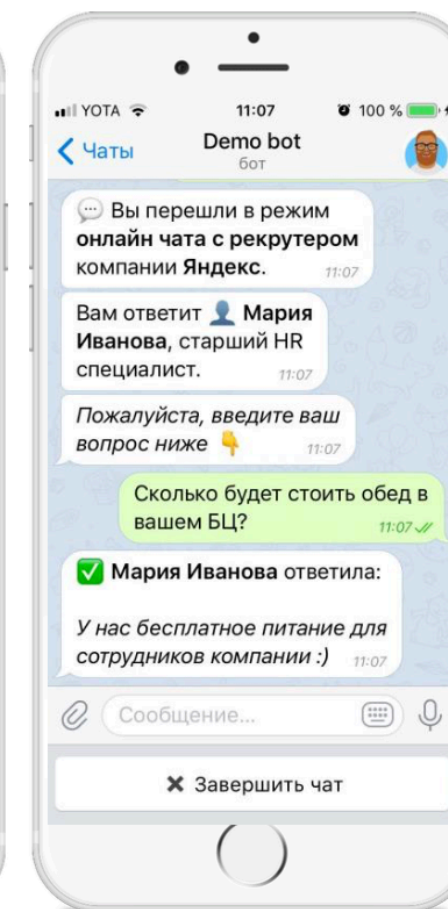 YOTA 11:07 100 %
Чаты Demo bot
бот
💬 Вы перешли в режим
онлайн чата с рекрутером
компании Яндекс. 11:07
Вам ответит 👤 Мария
Иванова, старший HR
специалист. 11:07
Пожалуйста, введите ваш
вопрос ниже 👇 11:07
Сколько будет стоить обед в
вашем БЦ? 11:07
✅ Мария Иванова ответила:
У нас бесплатное питание для
сотрудников компании :) 11:07
Сообщение...
✖ Завершить чат